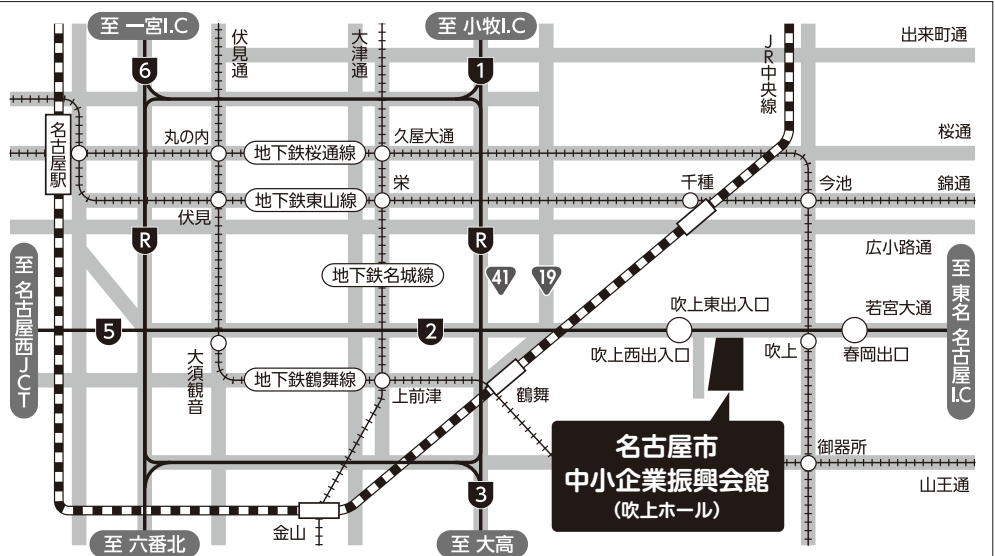 至 一宮I.C
至 小牧I.C
出来町通
伏見通
大津通
JR中央線
6
1
名古屋駅
丸の内
地下鉄桜通線
久屋大通
桜通
千種
今池
錦通
地下鉄東山線
栄
伏見
R
R
広小路通
至 名古屋西JCT
地下鉄名城線
41
19
至 東名 名古屋I.C
吹上東出入口
若宮大通
5
2
吹上西出入口
吹上
春岡出口
大須観音
地下鉄鶴舞線
上前津
鶴舞
名古屋市
中小企業振興会館
(吹上ホール)
御器所
山王通
3
金山
至 六番北
至 大高